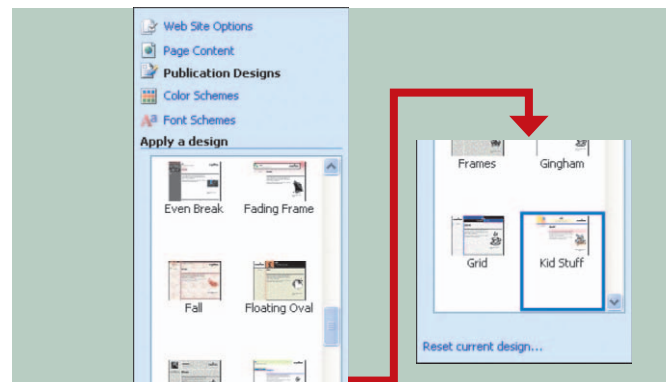 Web Site Options
Page Content
Publication Designs
Color Schemes
Font Schemes
Apply a design
Even Break Fading Frame
Fall Floating Oval
Frames Gingham
Grid Kid Stuff
Reset current design...